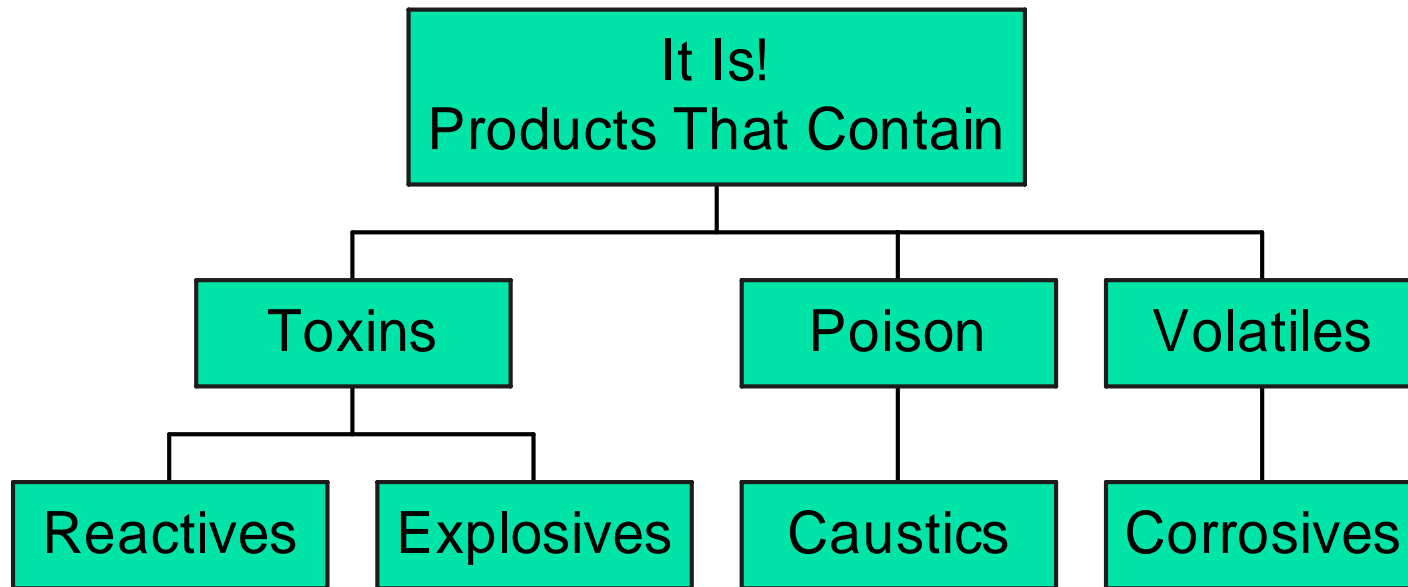 It Is!
Products That Contain
Toxins
Poison
Volatiles
Reactives
Explosives
Caustics
Corrosives